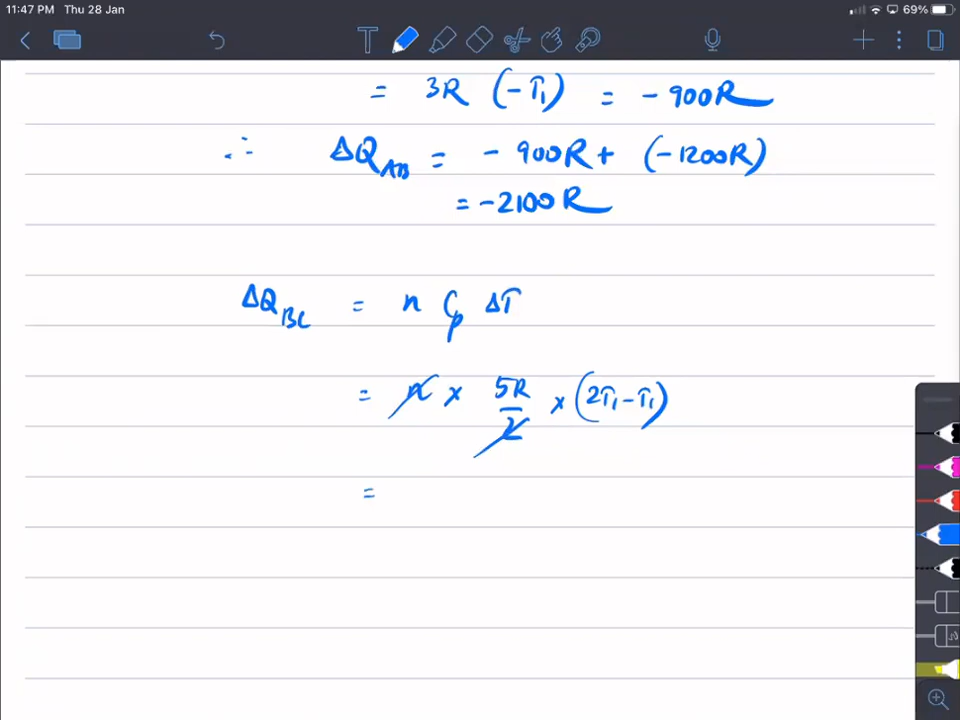 11:47 PM Thu 28 Jan 69%
T
= 3R (-T₁) = -900R
∴ ΔQ_AB = -900R + (-1200R)
= -2100R
ΔQ_BC = n C_p ΔT
= n × 5R/2 × (2T₁-T₁)
=